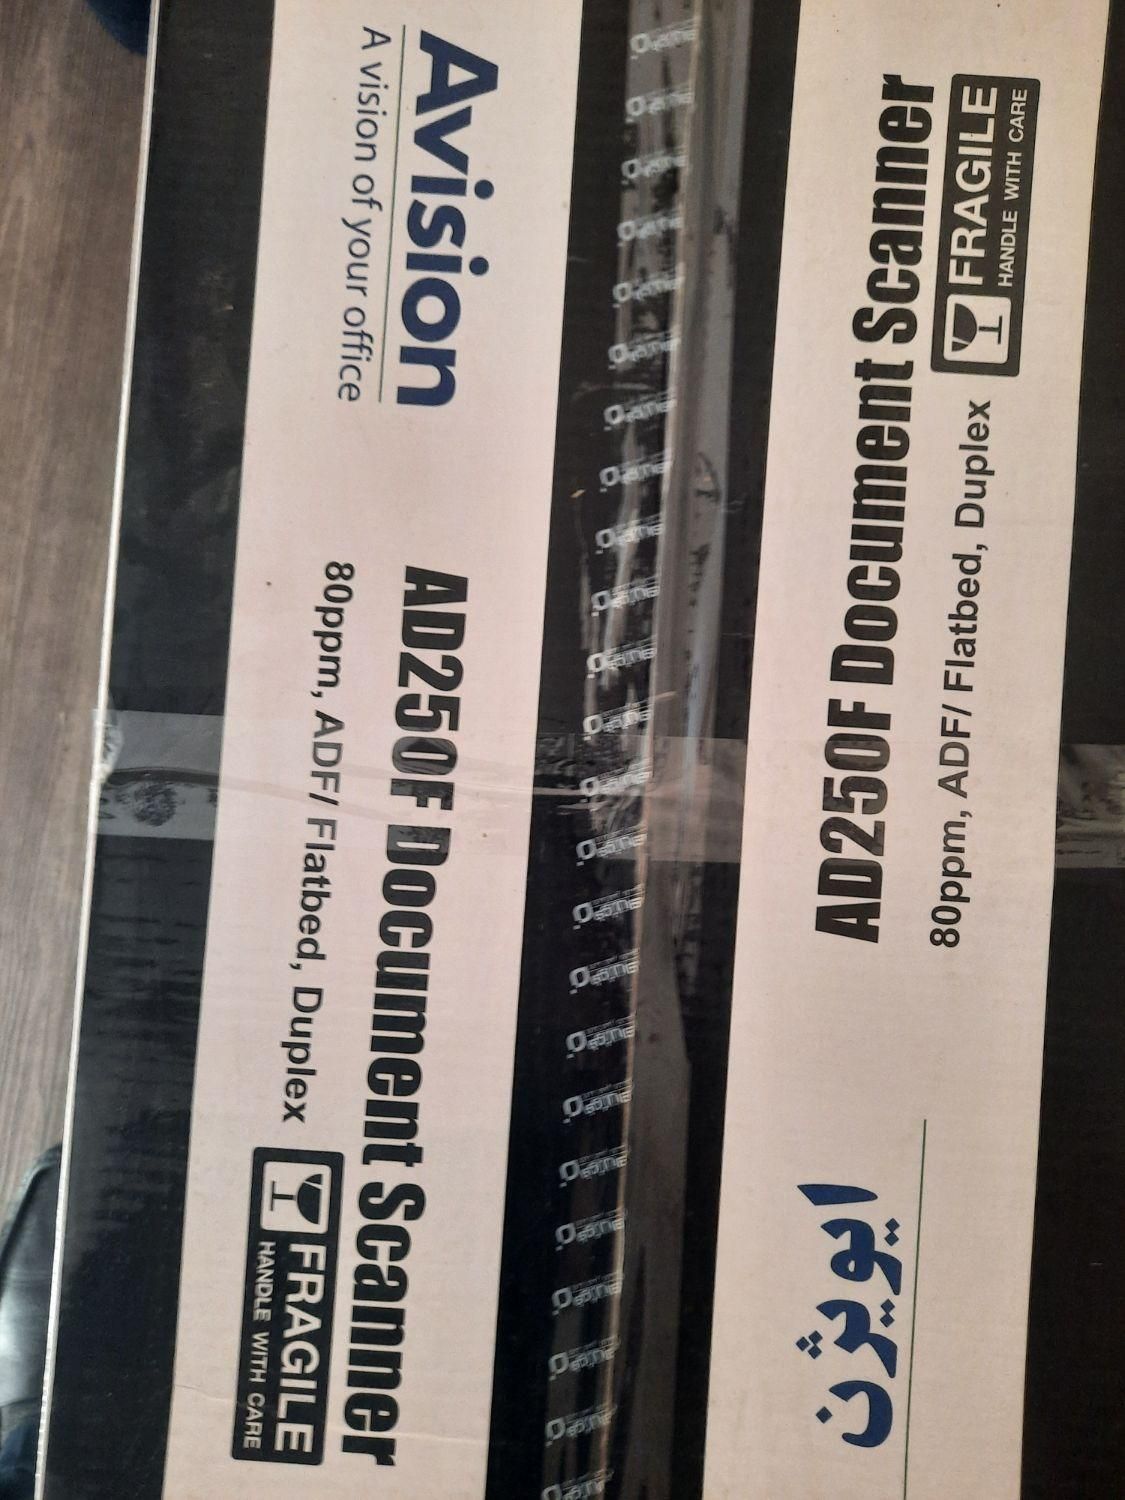 Avision
A vision of your office
AD250F Document Scanner
80ppm, ADF/ Flatbed, Duplex
FRAGILE
HANDLE WITH CARE
AD250F Document Scanner
80ppm, ADF/ Flatbed, Duplex
FRAGILE
HANDLE WITH CARE
ایویژن